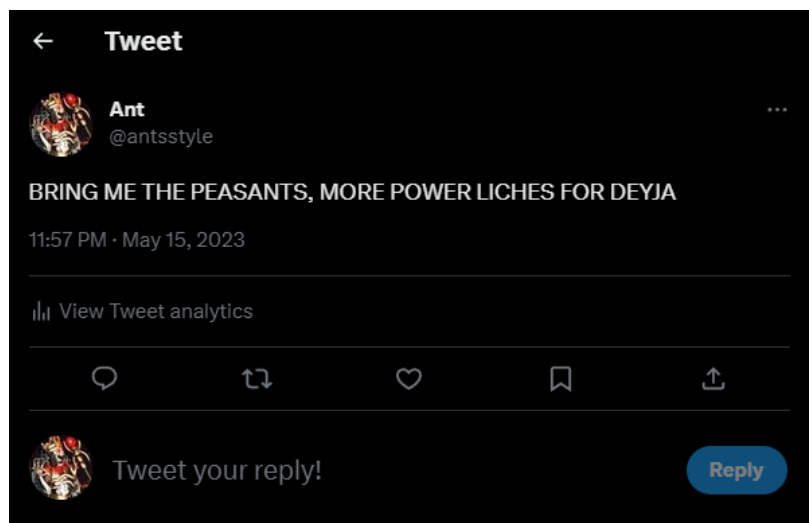 Tweet
Ant
@antsstyle
BRING ME THE PEASANTS, MORE POWER LICHES FOR DEYJA
11:57 PM · May 15, 2023
View Tweet analytics
Tweet your reply!
Reply